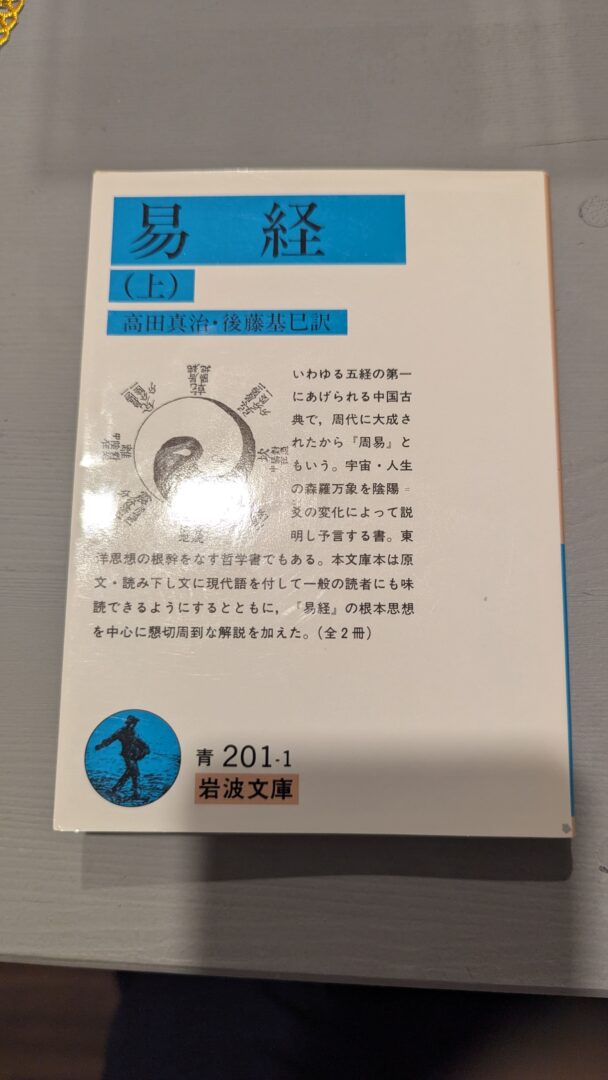 易 経
(上)
高田真治・後藤基巳訳
いわゆる五経の第一
にあげられる中国古
典で，周代に大成さ
れたから『周易』と
もいう。宇宙・人生
の森羅万象を陰陽二
爻の変化によって説
明し予言する書。東
洋思想の根幹をなす哲学書でもある。本文庫本は原
文・読み下し文に現代語を付して一般の読者にも味
読できるようにするとともに，『易経』の根本思想
を中心に懇切周到な解説を加えた。(全2冊)
青 201-1
岩波文庫